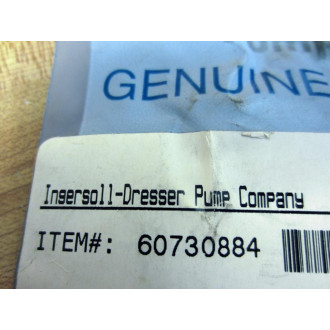 GENUINE
Ingersoll-Dresser Pump Company
ITEM#: 60730884